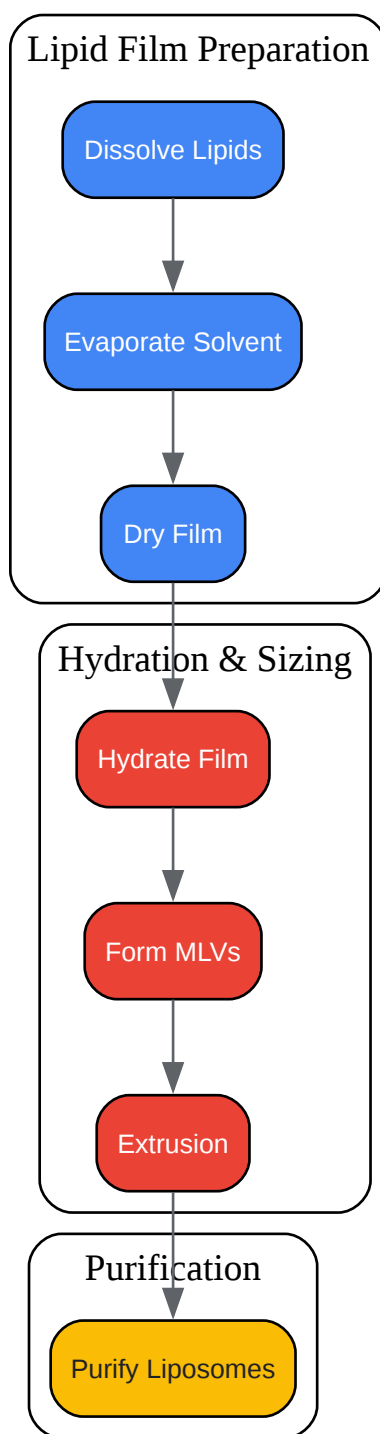 Lipid Film Preparation
Dissolve Lipids
Evaporate Solvent
Dry Film
Hydration & Sizing
Hydrate Film
Form MLVs
Extrusion
Purification
Purify Liposomes